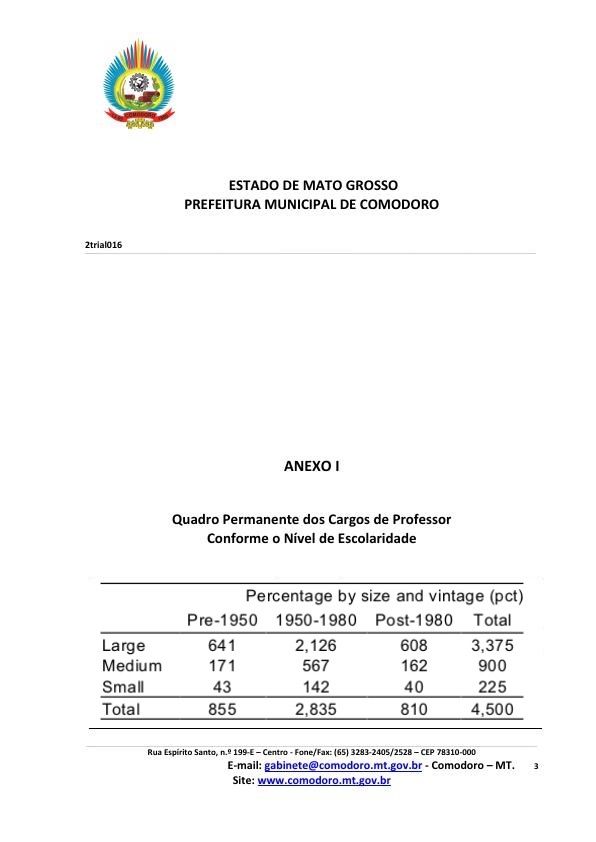 COMODORO
ESTADO DE MATO GROSSO
PREFEITURA MUNICIPAL DE COMODORO
2trial016
ANEXO I
Quadro Permanente dos Cargos de Professor
Conforme o Nível de Escolaridade
Percentage by size and vintage (pct)
Pre-1950 1950-1980 Post-1980 Total
Large 641 2,126 608 3,375
Medium 171 567 162 900
Small 43 142 40 225
Total 855 2,835 810 4,500
Rua Espírito Santo, n.º 199-E – Centro - Fone/Fax: (65) 3283-2405/2528 – CEP 78310-000
E-mail: gabinete@comodoro.mt.gov.br - Comodoro – MT. 3
Site: www.comodoro.mt.gov.br